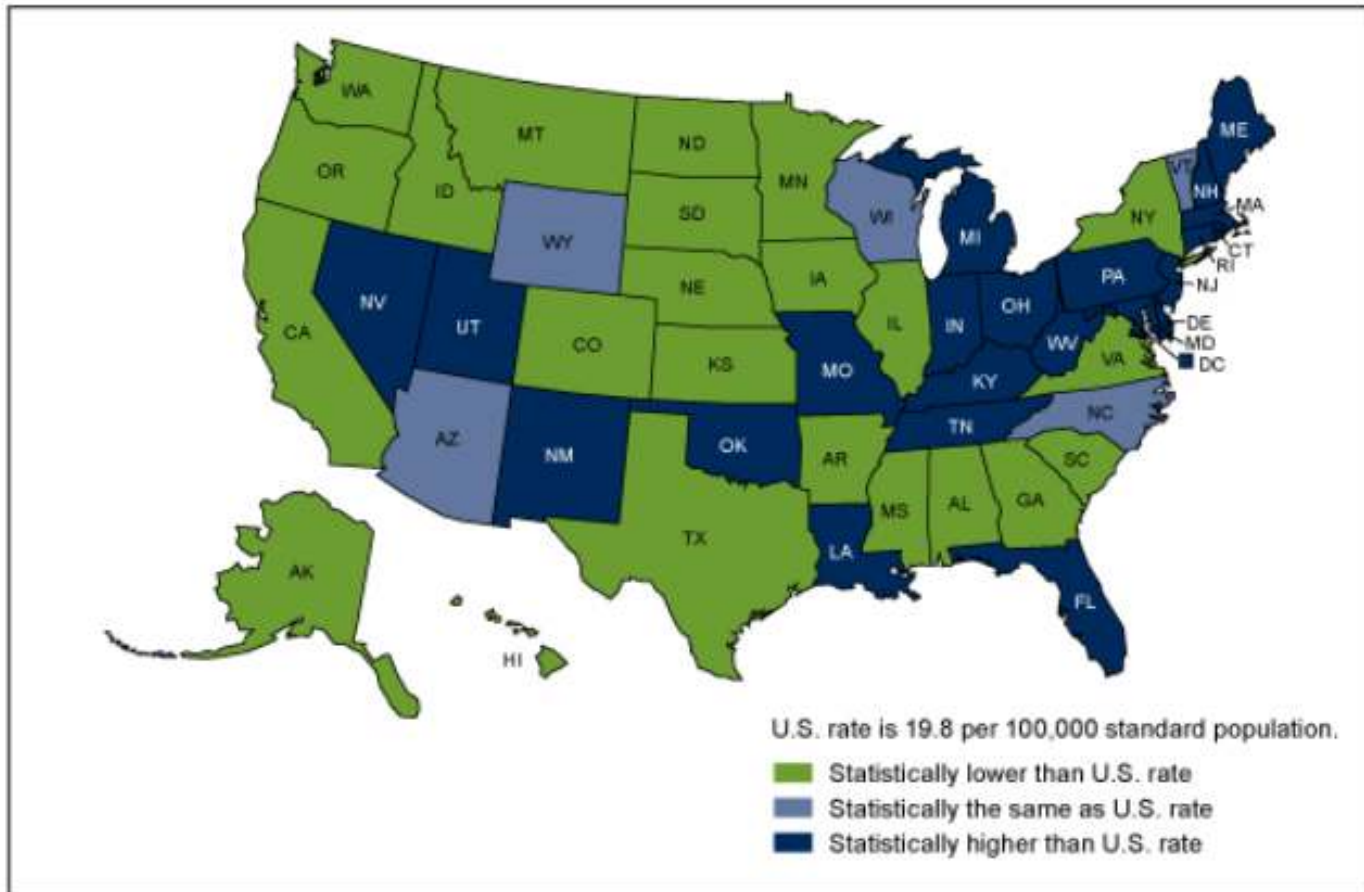 WA
MT
ND
MN
ME
OR
ID
SD
WI
VT
NH
NY
MA
WY
MI
CT
RI
IA
PA
NJ
NE
NV
UT
IL
IN
OH
DE
CA
CO
WV
MD
VA
DC
KS
MO
KY
NC
TN
AZ
NM
OK
AR
SC
MS
AL
GA
TX
LA
AK
FL
HI
U.S. rate is 19.8 per 100,000 standard population.
Statistically lower than U.S. rate
Statistically the same as U.S. rate
Statistically higher than U.S. rate